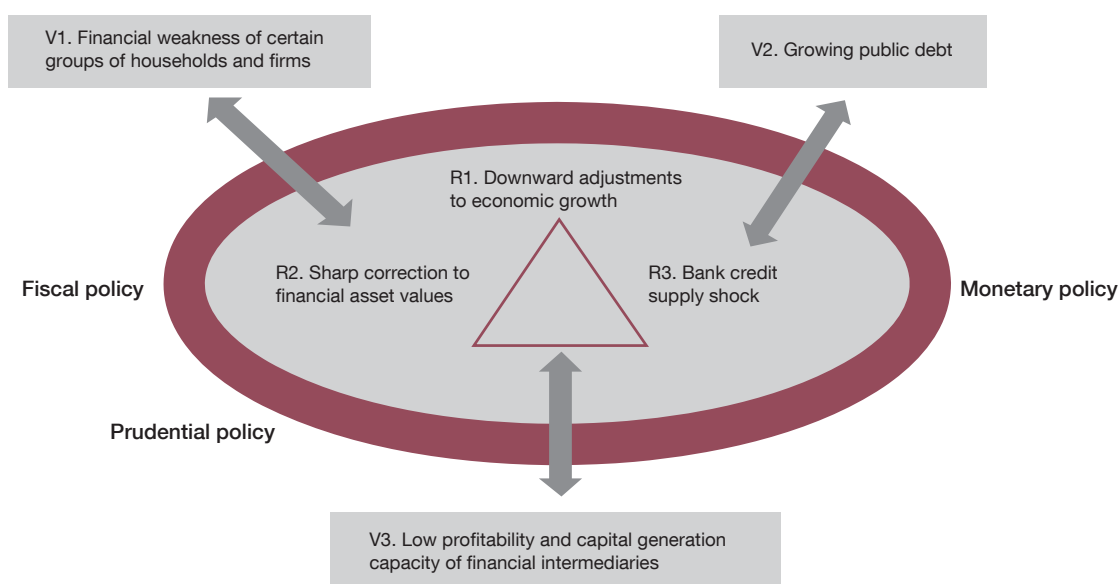 V1. Financial weakness of certain
groups of households and firms
V2. Growing public debt
R1. Downward adjustments
to economic growth
R2. Sharp correction to
financial asset values
R3. Bank credit
supply shock
Fiscal policy
Monetary policy
Prudential policy
V3. Low profitability and capital generation
capacity of financial intermediaries